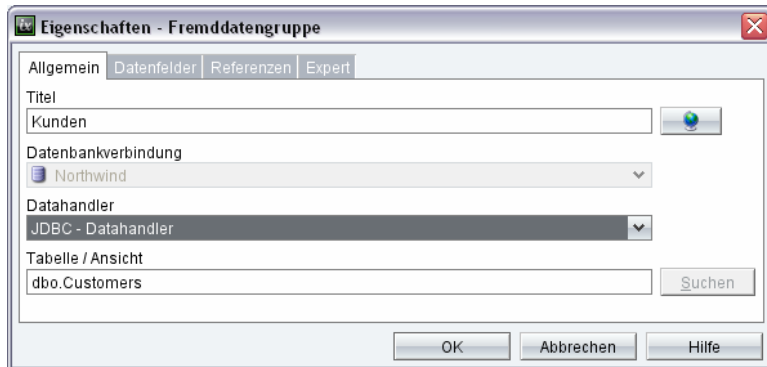 Eigenschaften - Fremddatengruppe
Allgemein Datenfelder Referenzen Expert
Titel
Kunden
Datenbankverbindung
Northwind
Datahandler
JDBC - Datahandler
Tabelle / Ansicht
dbo.Customers Suchen
OK Abbrechen Hilfe